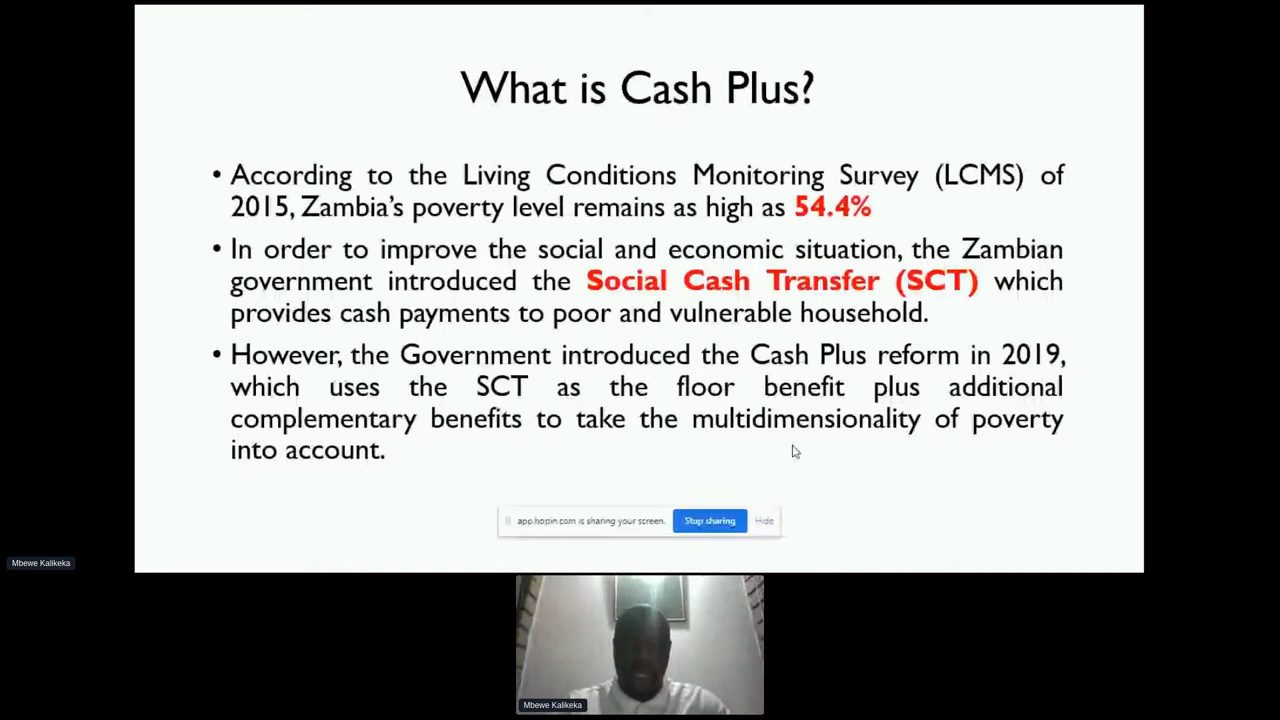 What is Cash Plus?
• According to the Living Conditions Monitoring Survey (LCMS) of
2015, Zambia's poverty level remains as high as 54.4%
• In order to improve the social and economic situation, the Zambian
government introduced the Social Cash Transfer (SCT) which
provides cash payments to poor and vulnerable household.
• However, the Government introduced the Cash Plus reform in 2019,
which uses the SCT as the floor benefit plus additional
complementary benefits to take the multidimensionality of poverty
into account.
app.hopin.com is sharing your screen. Stop sharing Hide
Mbewe Kalikeka
Mbewe Kalikeka